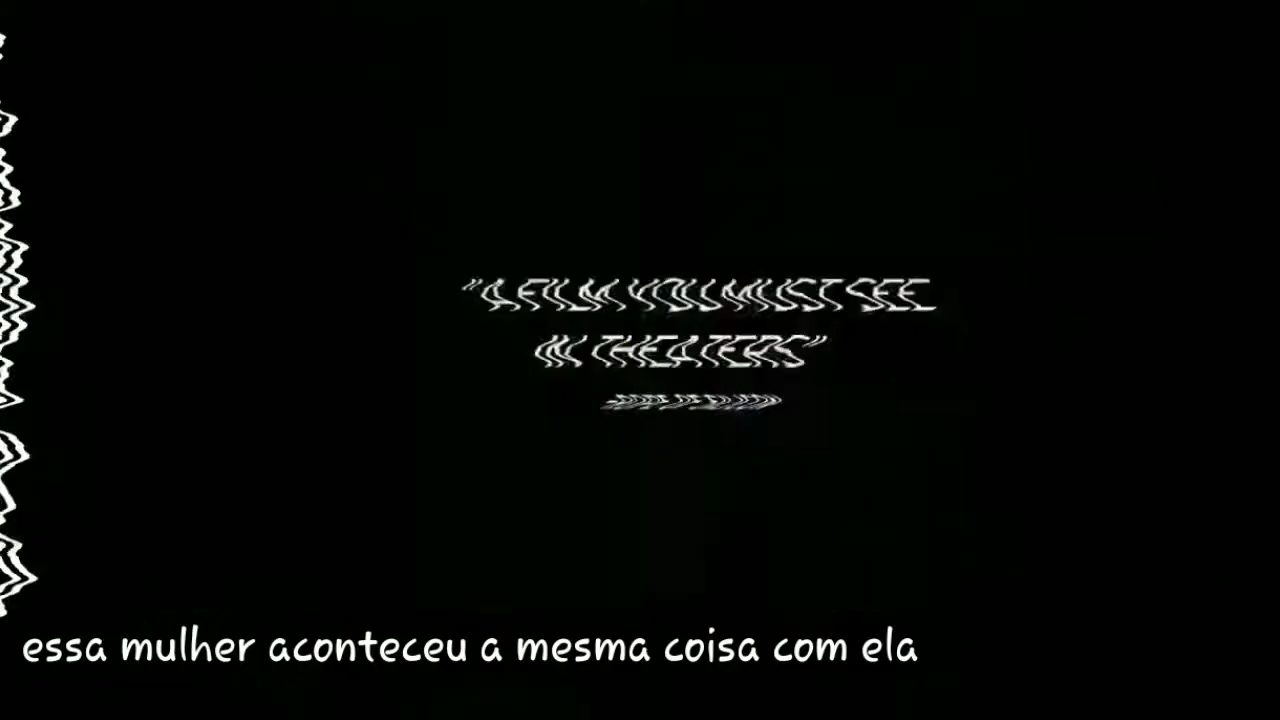 "A FILM YOU MUST SEE
IN THEATERS"
essa mulher aconteceu a mesma coisa com ela